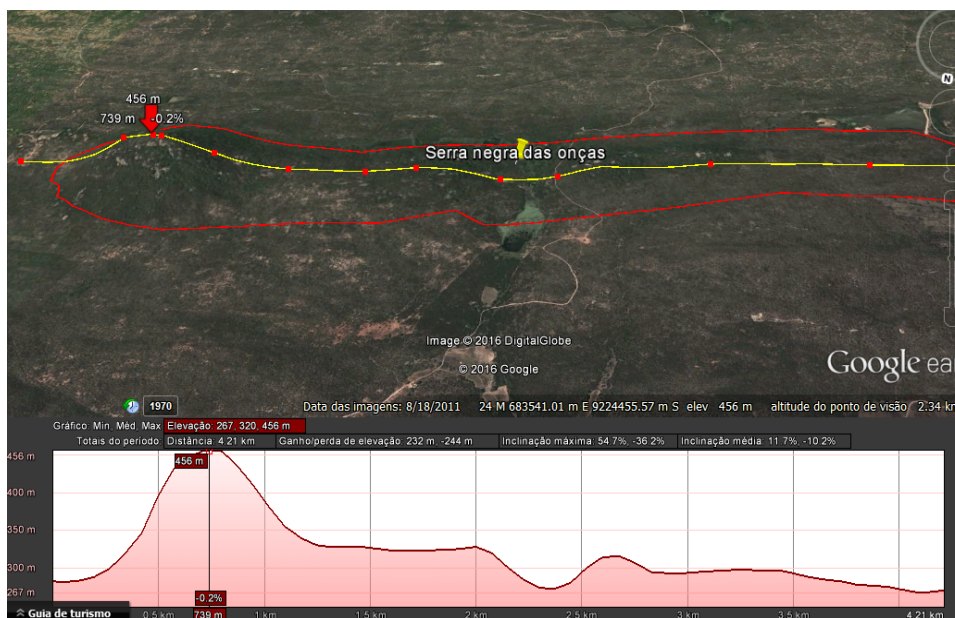 456 m
739 m -0.2%
Serra negra das onças
N
Image © 2016 DigitalGlobe
© 2016 Google
Google ea
1970
Data das imagens: 8/18/2011 24 M 683541.01 m E 9224455.57 m S elev 456 m altitude do ponto de visão 2.34 k
Gráfico: Mín, Méd, Máx Elevação: 267, 320, 456 m
Totais do período: Distância: 4.21 km Ganho/perda de elevação: 232 m, -244 m Inclinação máxima: 54.7%, -36.2% Inclinação média: 11.7%, -10.2%
456 m
456 m
400 m
350 m
300 m
267 m
-0.2%
Guia de turismo 0.5 km 739 m 1 km 1.5 km 2 km 2.5 km 3 km 3.5 km 4.21 km